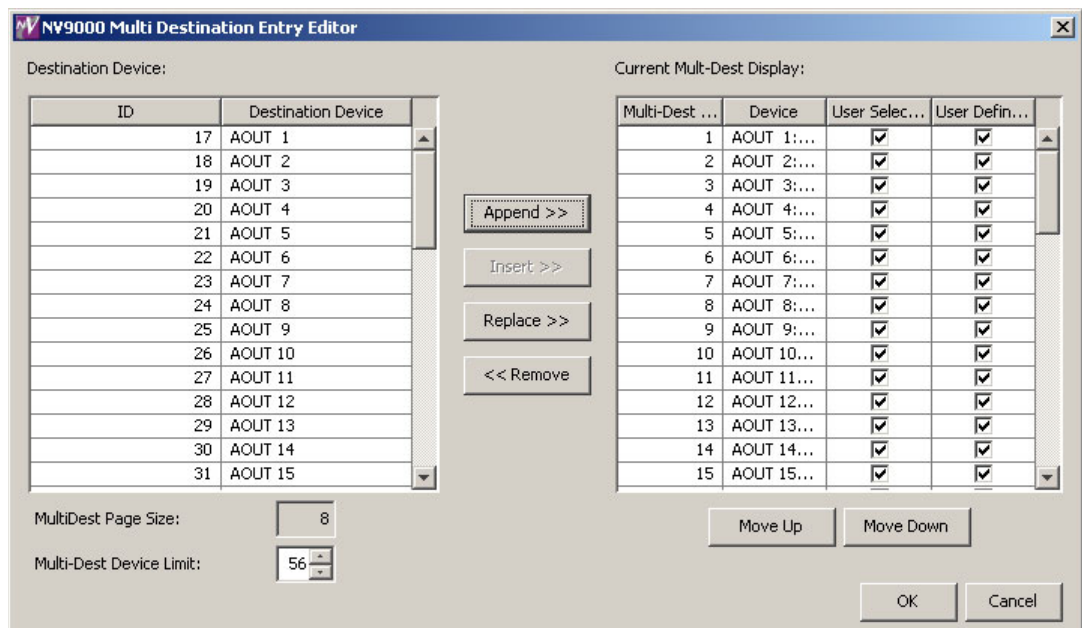 NV9000 Multi Destination Entry Editor
Destination Device:
Current Mult-Dest Display:
ID Destination Device
17 AOUT 1
18 AOUT 2
19 AOUT 3
20 AOUT 4
21 AOUT 5
22 AOUT 6
23 AOUT 7
24 AOUT 8
25 AOUT 9
26 AOUT 10
27 AOUT 11
28 AOUT 12
29 AOUT 13
30 AOUT 14
31 AOUT 15
Append >>
Insert >>
Replace >>
<< Remove
Multi-Dest ... Device User Selec... User Defin...
1 AOUT 1:...
2 AOUT 2:...
3 AOUT 3:...
4 AOUT 4:...
5 AOUT 5:...
6 AOUT 6:...
7 AOUT 7:...
8 AOUT 8:...
9 AOUT 9:...
10 AOUT 10...
11 AOUT 11...
12 AOUT 12...
13 AOUT 13...
14 AOUT 14...
15 AOUT 15...
MultiDest Page Size: 8
Multi-Dest Device Limit: 56
Move Up Move Down
OK Cancel